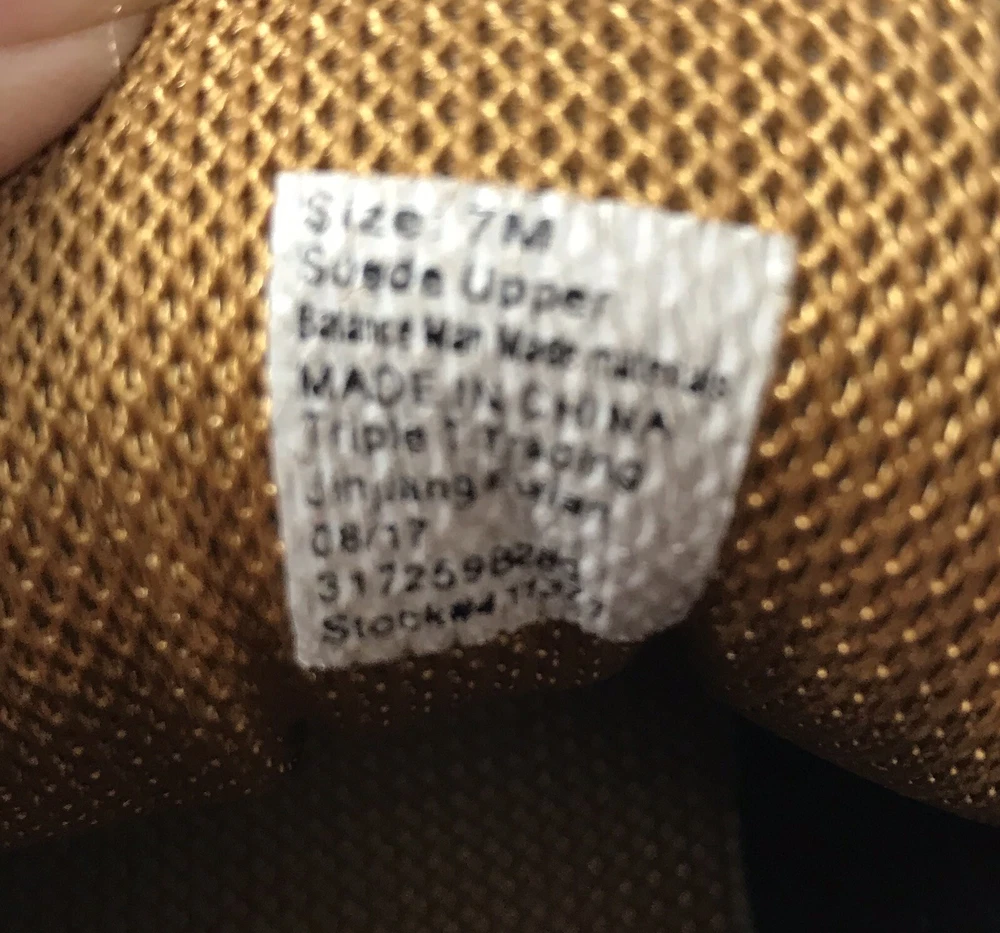 Size: 7M
Suede Upper
Balance Man Made materials
MADE IN CHINA
Triple T Trading
Jinjiang Fujian
08/17
Stock#